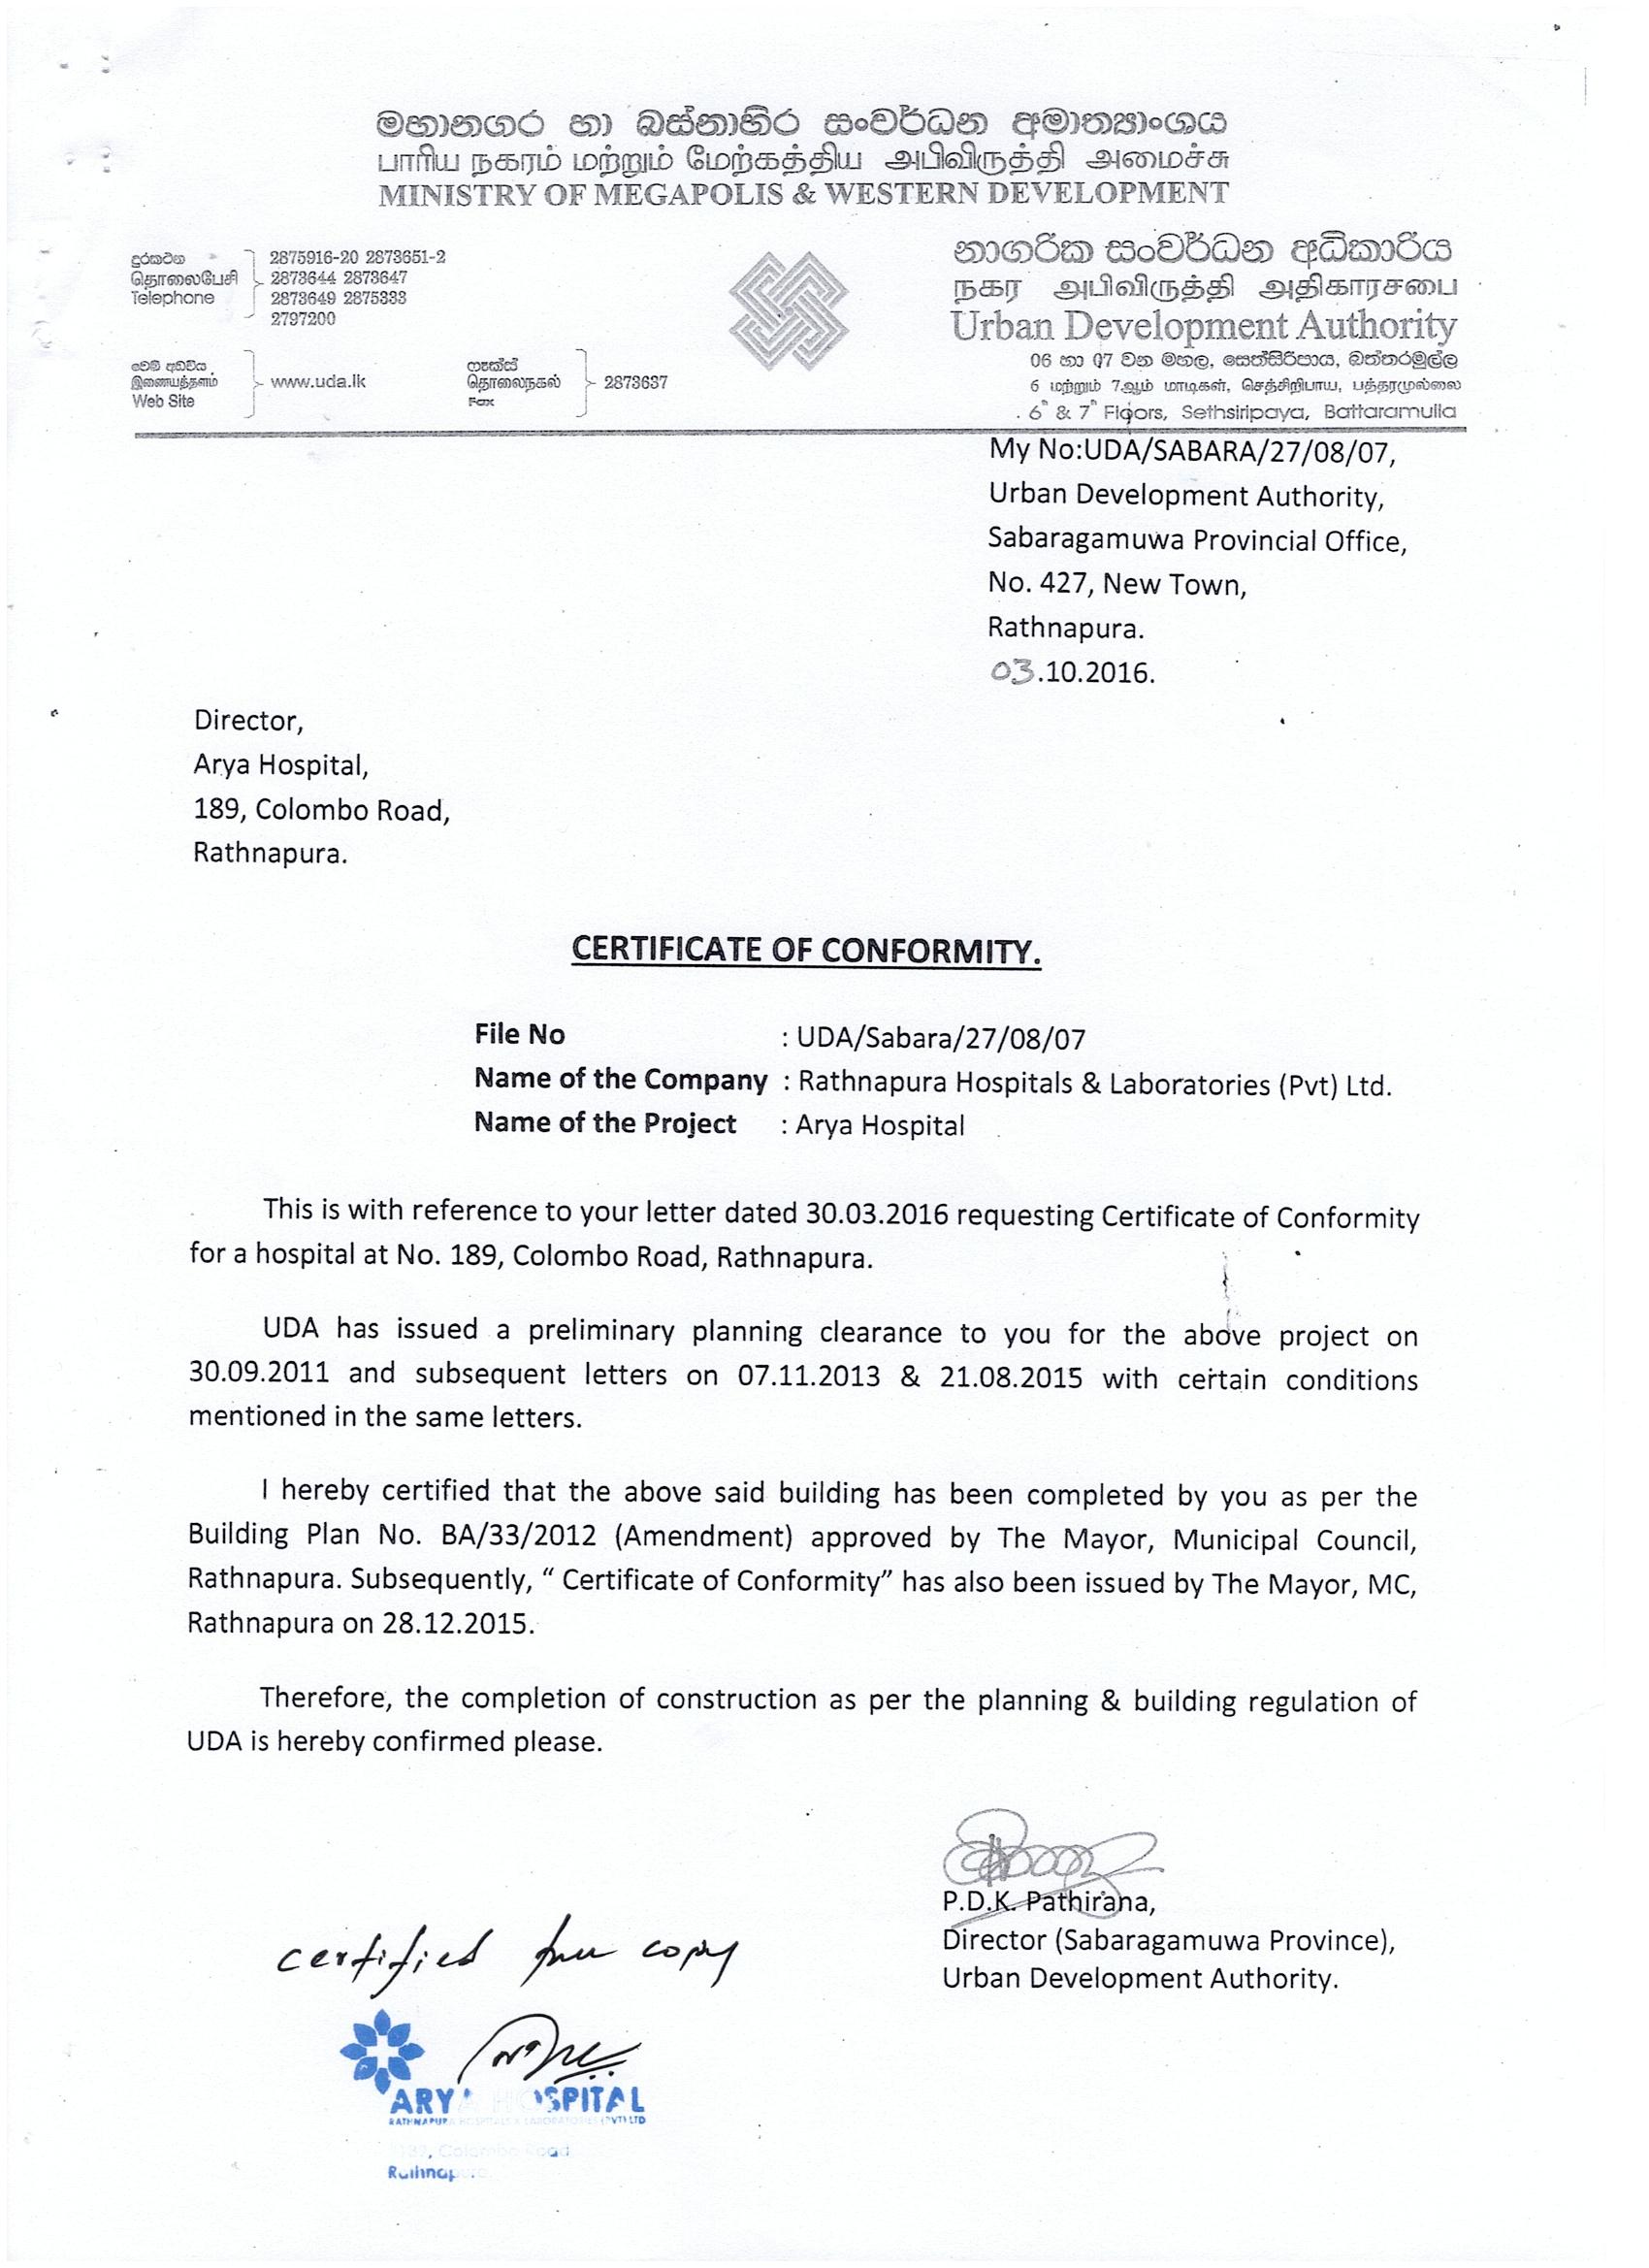 මහානගර හා බස්නාහිර සංවර්ධන අමාත්‍යාංශය
பாரிய நகரம் மற்றும் மேற்கத்திய அபிவிருத்தி அமைச்சு
MINISTRY OF MEGAPOLIS & WESTERN DEVELOPMENT
දුරකථන
தொலைபேசி
Telephone
2875916-20 2873651-2
2873644 2873647
2873649 2875333
2797200
වෙබ් අඩවිය
இணையத்தளம்
Web Site
www.uda.lk
ෆැක්ස්
தொலைநகல்
Fax
2873637
නාගරික සංවර්ධන අධිකාරිය
நகர அபிவிருத்தி அதிகாரசபை
Urban Development Authority
06 හා 07 වන මහල, සෙත්සිරිපාය, බත්තරමුල්ල
6 மற்றும் 7ஆம் மாடிகள், செத்சிறிபாய, பத்தரமுல்லை
6th & 7th Floors, Sethsiripaya, Battaramulla
My No:UDA/SABARA/27/08/07,
Urban Development Authority,
Sabaragamuwa Provincial Office,
No. 427, New Town,
Rathnapura.
03.10.2016.
Director,
Arya Hospital,
189, Colombo Road,
Rathnapura.
CERTIFICATE OF CONFORMITY.
File No : UDA/Sabara/27/08/07
Name of the Company : Rathnapura Hospitals & Laboratories (Pvt) Ltd.
Name of the Project : Arya Hospital
This is with reference to your letter dated 30.03.2016 requesting Certificate of Conformity
for a hospital at No. 189, Colombo Road, Rathnapura.
UDA has issued a preliminary planning clearance to you for the above project on
30.09.2011 and subsequent letters on 07.11.2013 & 21.08.2015 with certain conditions
mentioned in the same letters.
I hereby certified that the above said building has been completed by you as per the
Building Plan No. BA/33/2012 (Amendment) approved by The Mayor, Municipal Council,
Rathnapura. Subsequently, “ Certificate of Conformity” has also been issued by The Mayor, MC,
Rathnapura on 28.12.2015.
Therefore, the completion of construction as per the planning & building regulation of
UDA is hereby confirmed please.
P.D.K. Pathirana,
Director (Sabaragamuwa Province),
Urban Development Authority.
certified true copy
ARYA HOSPITAL
RATHNAPURA HOSPITALS & LABORATORIES (PVT) LTD
Colombo Road
Rathnapura